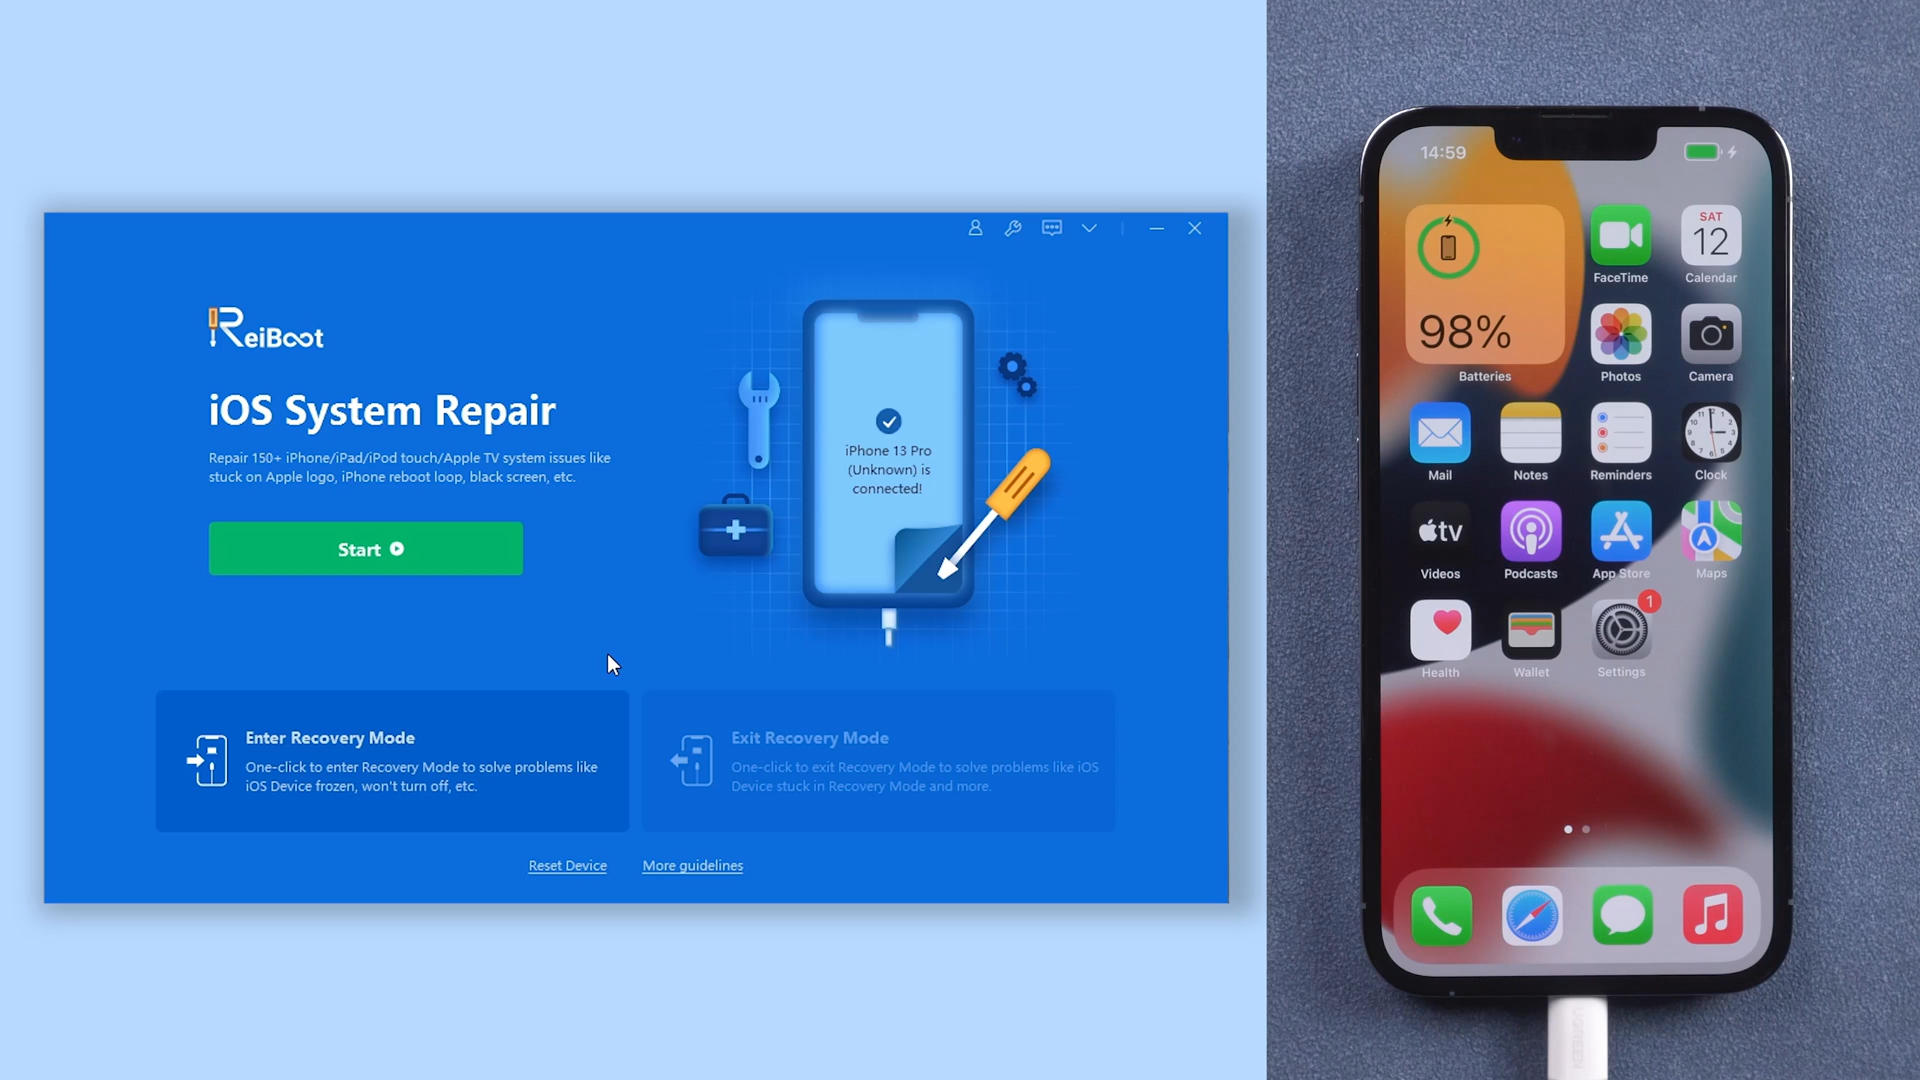 ReiBoot
iOS System Repair
Repair 150+ iPhone/iPad/iPod touch/Apple TV system issues like
stuck on Apple logo, iPhone reboot loop, black screen, etc.
Start
iPhone 13 Pro
(Unknown) is
connected!
Enter Recovery Mode
One-click to enter Recovery Mode to solve problems like
iOS Device frozen, won't turn off, etc.
Exit Recovery Mode
One-click to exit Recovery Mode to solve problems like iOS
Device stuck in Recovery Mode and more.
Reset Device
More guidelines
14:59
98%
Batteries
FaceTime
SAT
12
Calendar
Photos
Camera
Mail
Notes
Reminders
Clock
tv
Videos
Podcasts
App Store
Maps
Health
Wallet
1
Settings
UGREEN